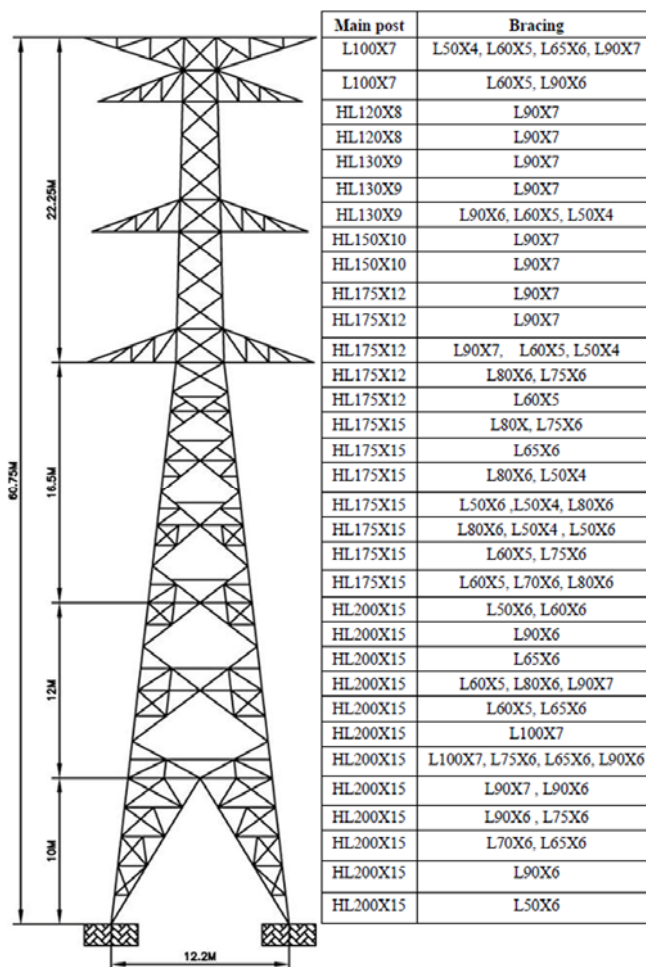 Main post Bracing
L100X7 L50X4, L60X5, L65X6, L90X7
L100X7 L60X5, L90X6
HL120X8 L90X7
HL120X8 L90X7
HL130X9 L90X7
HL130X9 L90X7
HL130X9 L90X6, L60X5, L50X4
HL150X10 L90X7
HL150X10 L90X7
HL175X12 L90X7
HL175X12 L90X7
HL175X12 L90X7, L60X5, L50X4
HL175X12 L80X6, L75X6
HL175X12 L60X5
HL175X15 L80X, L75X6
HL175X15 L65X6
HL175X15 L80X6, L50X4
HL175X15 L50X6 ,L50X4, L80X6
HL175X15 L80X6, L50X4 , L50X6
HL175X15 L60X5, L75X6
HL175X15 L60X5, L70X6, L80X6
HL200X15 L50X6, L60X6
HL200X15 L90X6
HL200X15 L65X6
HL200X15 L60X5, L80X6, L90X7
HL200X15 L60X5, L65X6
HL200X15 L100X7
HL200X15 L100X7, L75X6, L65X6, L90X6
HL200X15 L90X7 , L90X6
HL200X15 L90X6 , L75X6
HL200X15 L70X6, L65X6
HL200X15 L90X6
HL200X15 L50X6
60.75M
22.25M
16.5M
12M
10M
12.2M